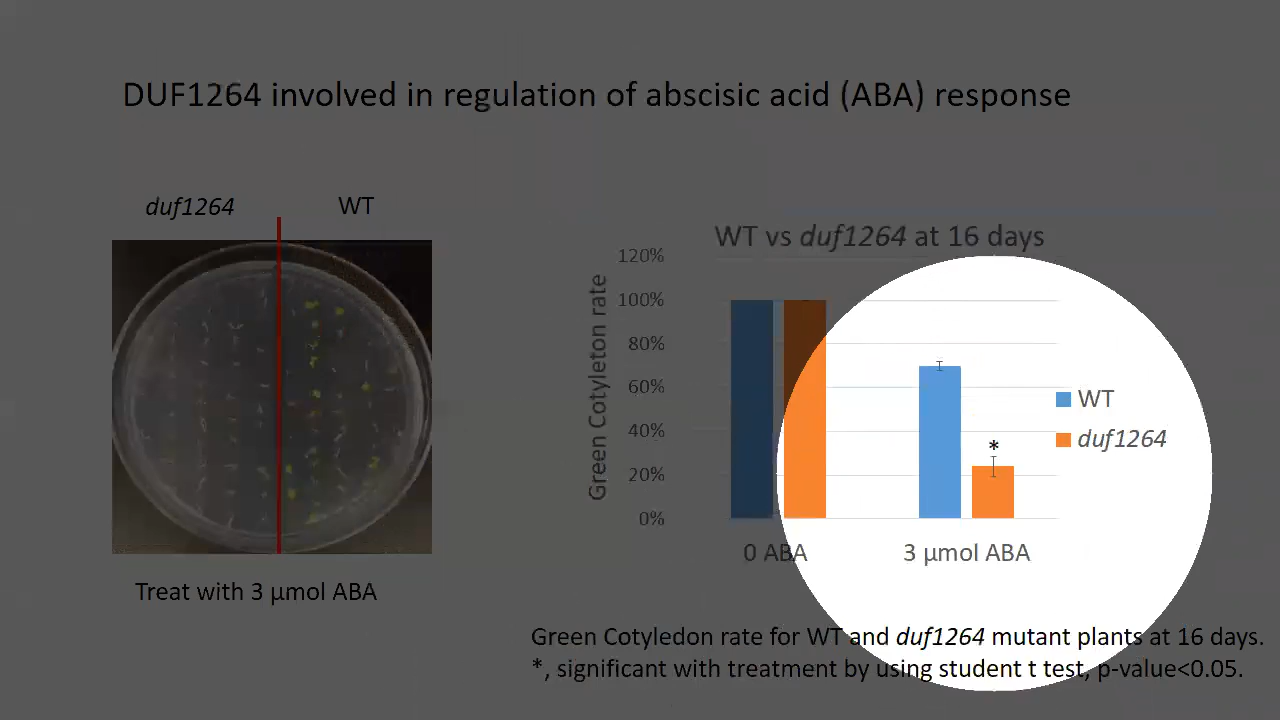 DUF1264 involved in regulation of abscisic acid (ABA) response
duf1264
WT
Treat with 3 µmol ABA
WT vs duf1264 at 16 days
Green Cotyleton rate
120%
100%
80%
60%
40%
20%
0%
*
0 ABA
3 µmol ABA
WT
duf1264
Green Cotyledon rate for WT and duf1264 mutant plants at 16 days.
*, significant with treatment by using student t test, p-value<0.05.